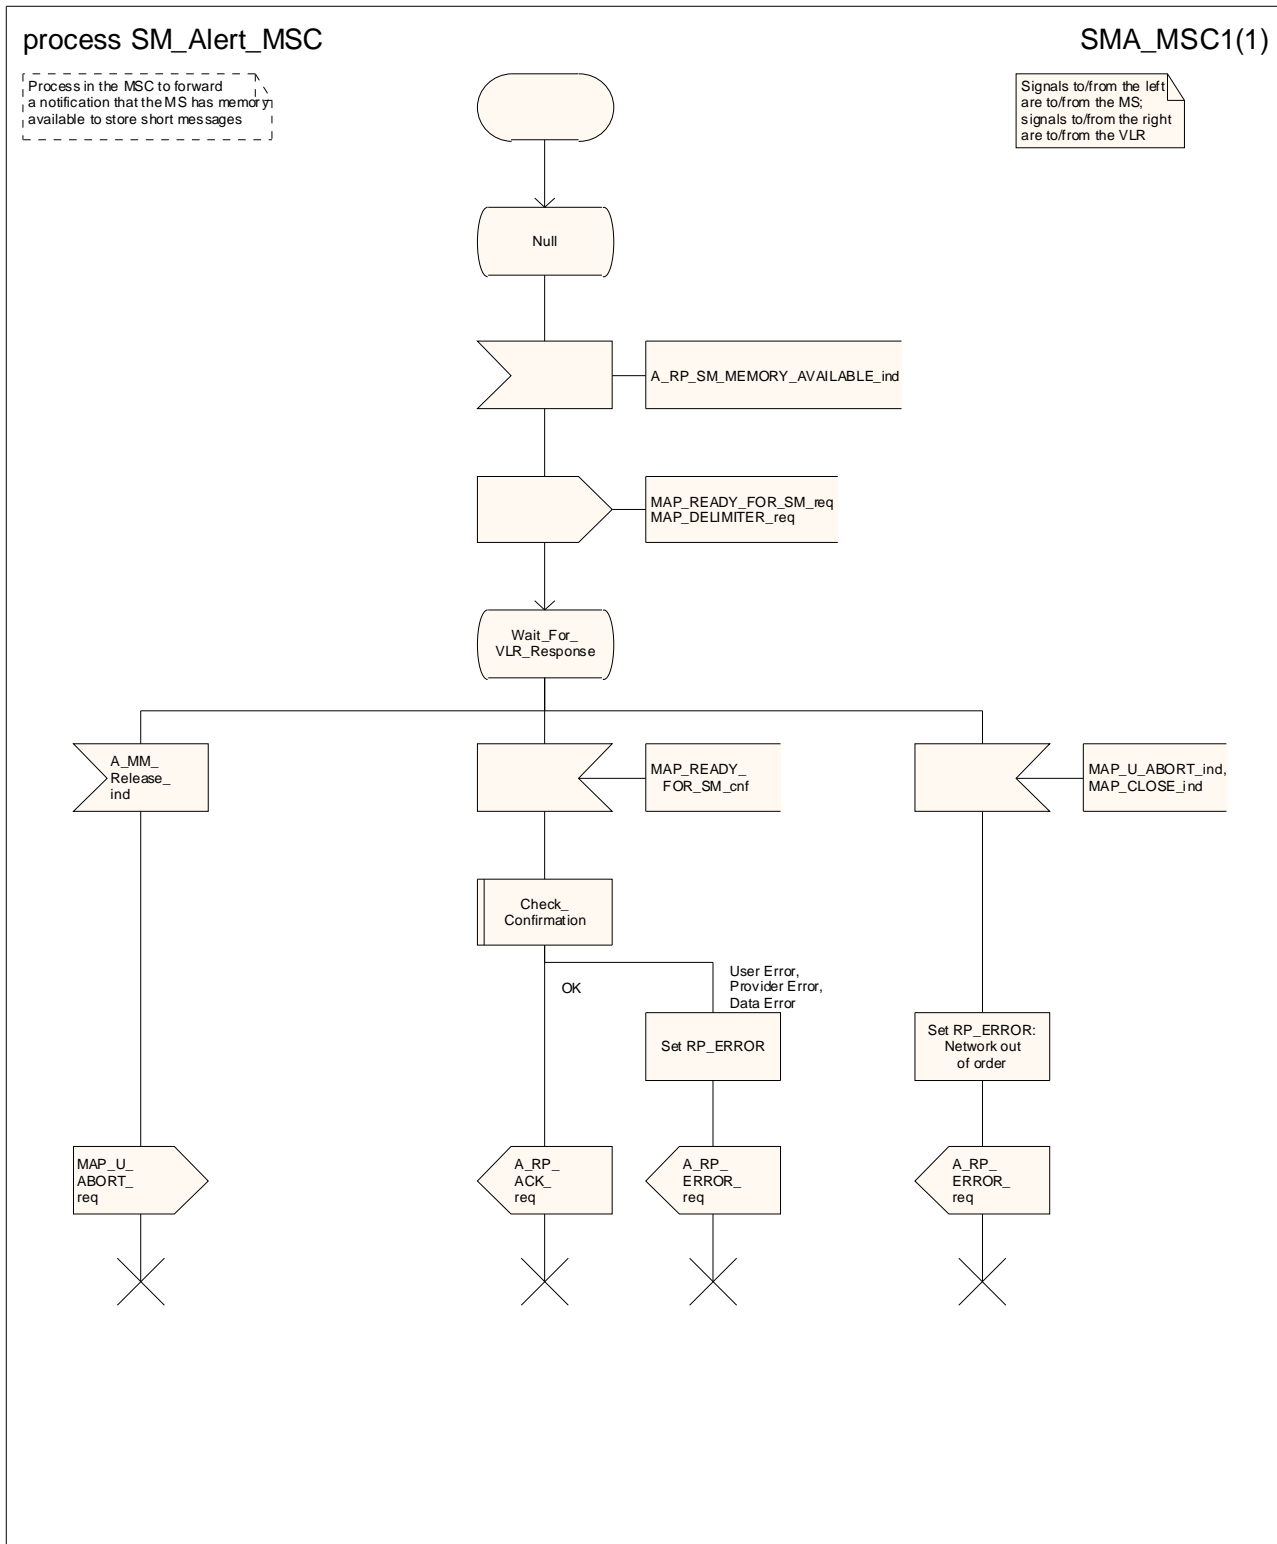 process SM_Alert_MSC
SMA_MSC1(1)
Process in the MSC to forward
a notification that the MS has memory
available to store short messages
Signals to/from the left
are to/from the MS;
signals to/from the right
are to/from the VLR
Null
A_RP_SM_MEMORY_AVAILABLE_ind
MAP_READY_FOR_SM_req
MAP_DELIMITER_req
Wait_For_
VLR_Response
A_MM_
Release_
ind
MAP_READY_
FOR_SM_cnf
MAP_U_ABORT_ind,
MAP_CLOSE_ind
Check_
Confirmation
OK
User Error,
Provider Error,
Data Error
Set RP_ERROR
Set RP_ERROR:
Network out
of order
MAP_U_
ABORT_
req
A_RP_
ACK_
req
A_RP_
ERROR_
req
A_RP_
ERROR_
req